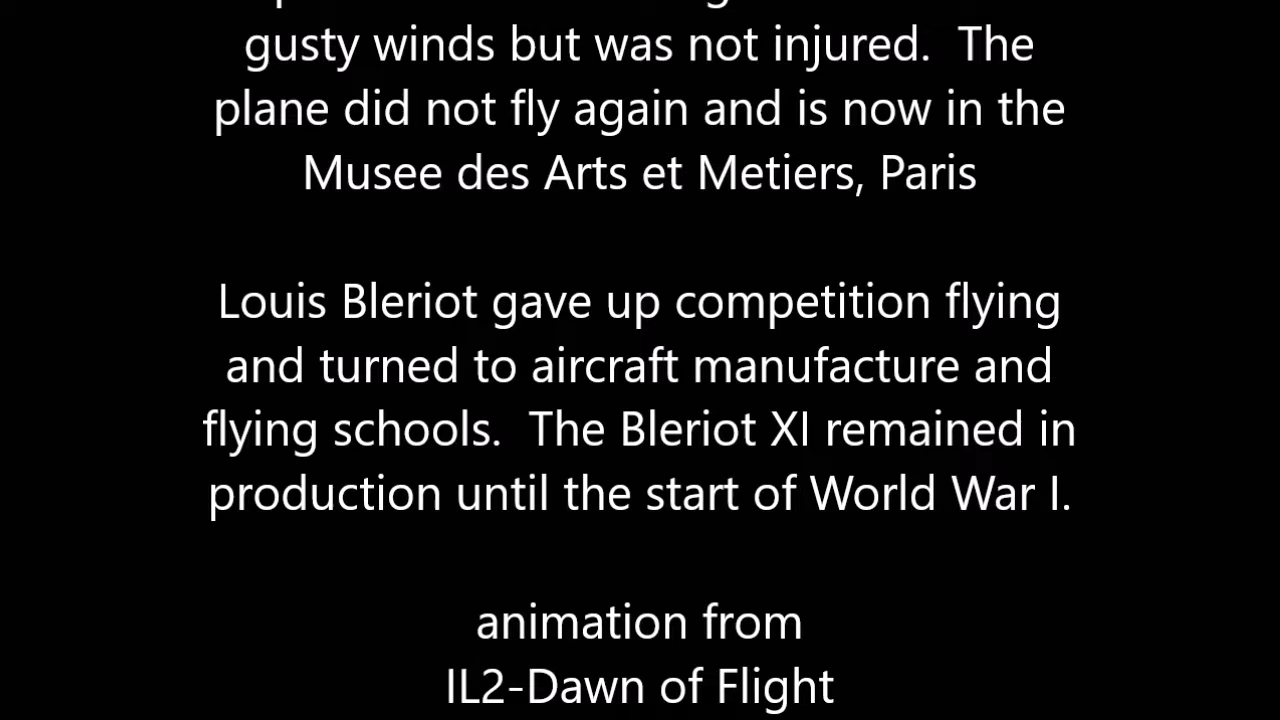 gusty winds but was not injured.  The
plane did not fly again and is now in the
Musee des Arts et Metiers, Paris
Louis Bleriot gave up competition flying
and turned to aircraft manufacture and
flying schools.  The Bleriot XI remained in
production until the start of World War I.
animation from
IL2-Dawn of Flight